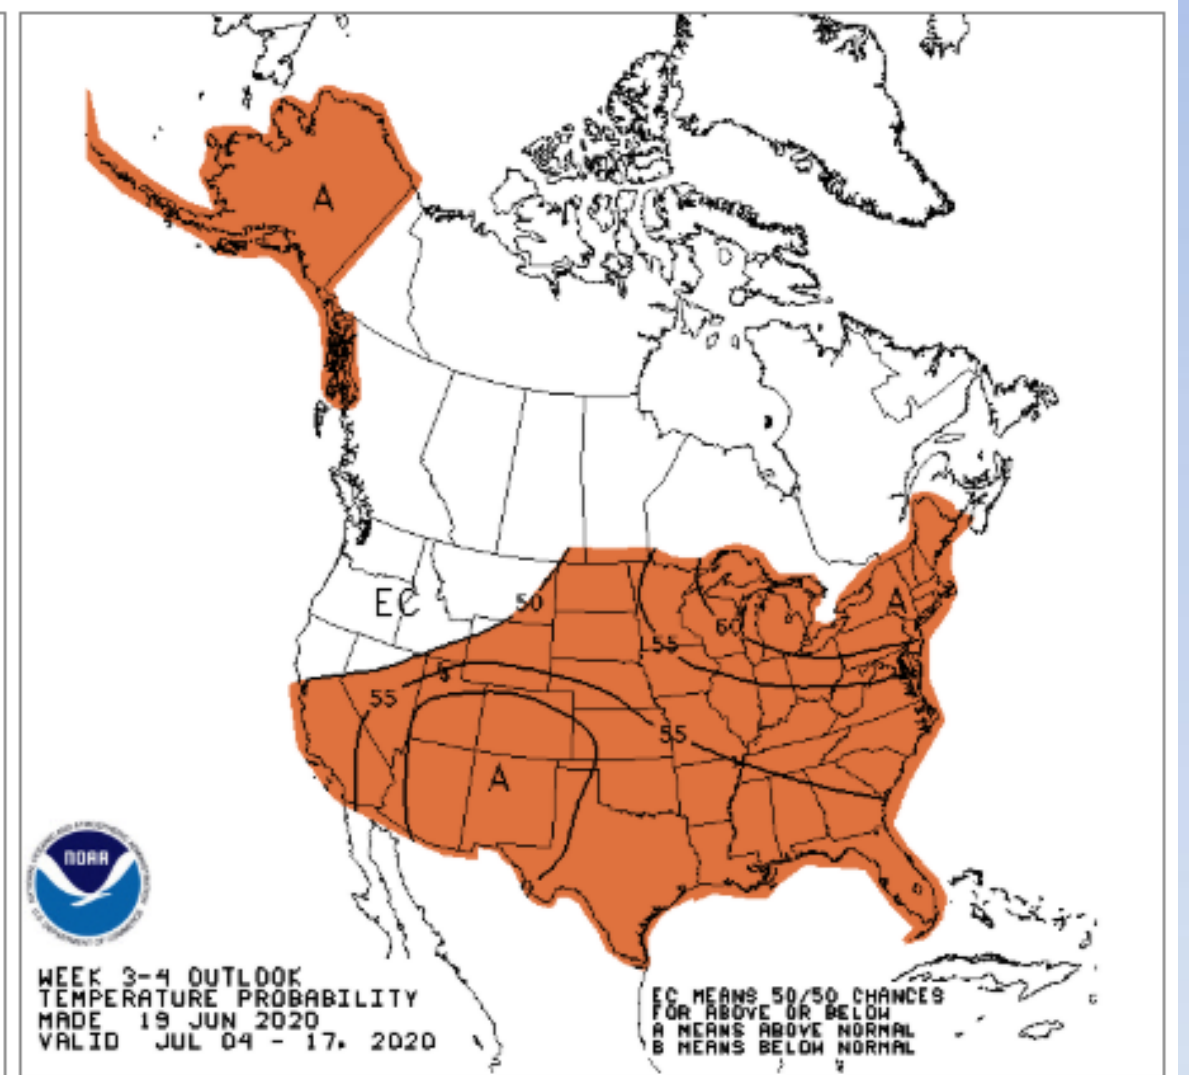 A
EC
50
60
A
55
55
55
A
NOAA
WEEK 3-4 OUTLOOK
TEMPERATURE PROBABILITY
MADE 19 JUN 2020
VALID JUL 04 - 17, 2020
EC MEANS 50/50 CHANCES
FOR ABOVE OR BELOW
A MEANS ABOVE NORMAL
B MEANS BELOW NORMAL